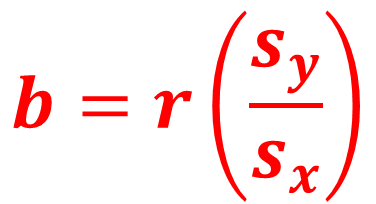 b = r (s_y / s_x)